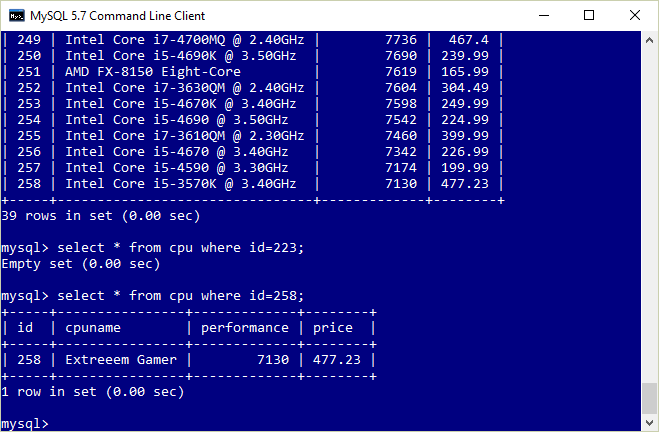 MySQL 5.7 Command Line Client
| 249 | Intel Core i7-4700MQ @ 2.40GHz | 7736 | 467.4 |
| 250 | Intel Core i5-4690K @ 3.50GHz | 7690 | 239.99 |
| 251 | AMD FX-8150 Eight-Core | 7619 | 165.99 |
| 252 | Intel Core i7-3630QM @ 2.40GHz | 7604 | 304.49 |
| 253 | Intel Core i5-4670K @ 3.40GHz | 7598 | 249.99 |
| 254 | Intel Core i5-4690 @ 3.50GHz | 7542 | 224.99 |
| 255 | Intel Core i7-3610QM @ 2.30GHz | 7460 | 399.99 |
| 256 | Intel Core i5-4670 @ 3.40GHz | 7342 | 226.99 |
| 257 | Intel Core i5-4590 @ 3.30GHz | 7174 | 199.99 |
| 258 | Intel Core i5-3570K @ 3.40GHz | 7130 | 477.23 |
+-----+--------------------------------+-------------+--------+
39 rows in set (0.00 sec)
mysql> select * from cpu where id=223;
Empty set (0.00 sec)
mysql> select * from cpu where id=258;
+-----+----------------+-------------+--------+
| id | cpuname | performance | price |
+-----+----------------+-------------+--------+
| 258 | Extreeem Gamer | 7130 | 477.23 |
+-----+----------------+-------------+--------+
1 row in set (0.00 sec)
mysql>